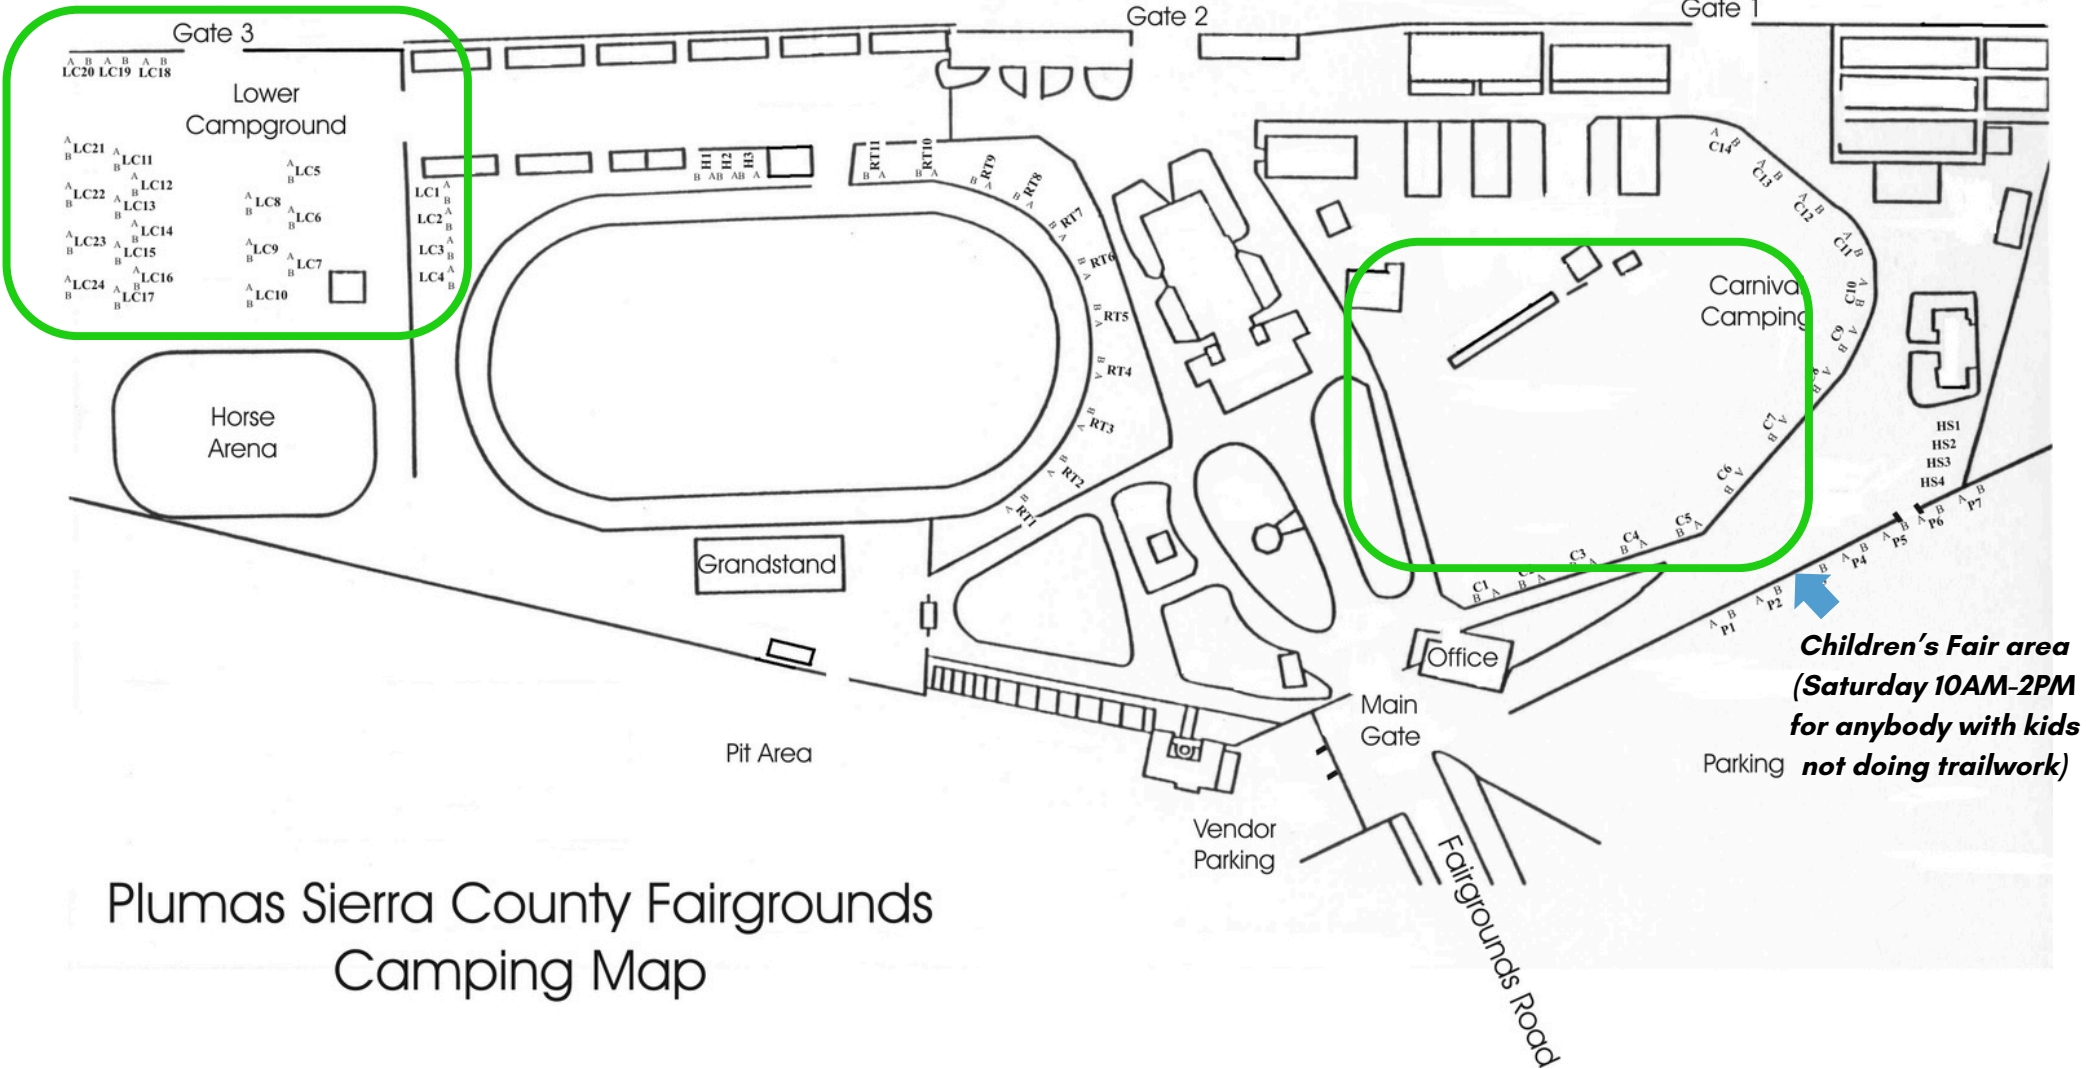 Gate 3
Gate 2
Gate 1
A B A B A B
LC20 LC19 LC18
Lower
Campground
A
B
LC21
A
B
LC11
A
B
LC12
A
B
LC22
A
B
LC13
A
B
LC14
A
B
LC23
A
B
LC15
A
B
LC16
A
B
LC24
A
B
LC17
A
B
LC5
A
B
LC8
A
B
LC6
A
B
LC9
A
B
LC7
A
B
LC10
LC1
A
B
LC2
A
B
LC3
A
B
LC4
A
B
H1 H2 H3
B AB AB A
RT11
B A
RT10
B A
RT9
B A
RT8
B A
RT7
B A
RT6
B A
RT5
B A
RT4
B A
RT3
B A
RT2
B A
RT1
B A
A B
C14
A B
C13
A B
C12
A B
C11
A B
C10
A B
C9
A B
A B
C7
A B
C6
A B
C5
B A
C4
B A
C3
B A
B A
C1
B A
Carnival
Camping
HS1
HS2
HS3
HS4
A B
P7
A B
P6
A B
P5
A B
P4
B
A B
P2
A B
P1
Horse
Arena
Grandstand
Office
Main
Gate
Pit Area
Vendor
Parking
Parking
Fairgrounds Road
Children's Fair area
(Saturday 10AM-2PM
for anybody with kids
not doing trailwork)
Plumas Sierra County Fairgrounds
Camping Map